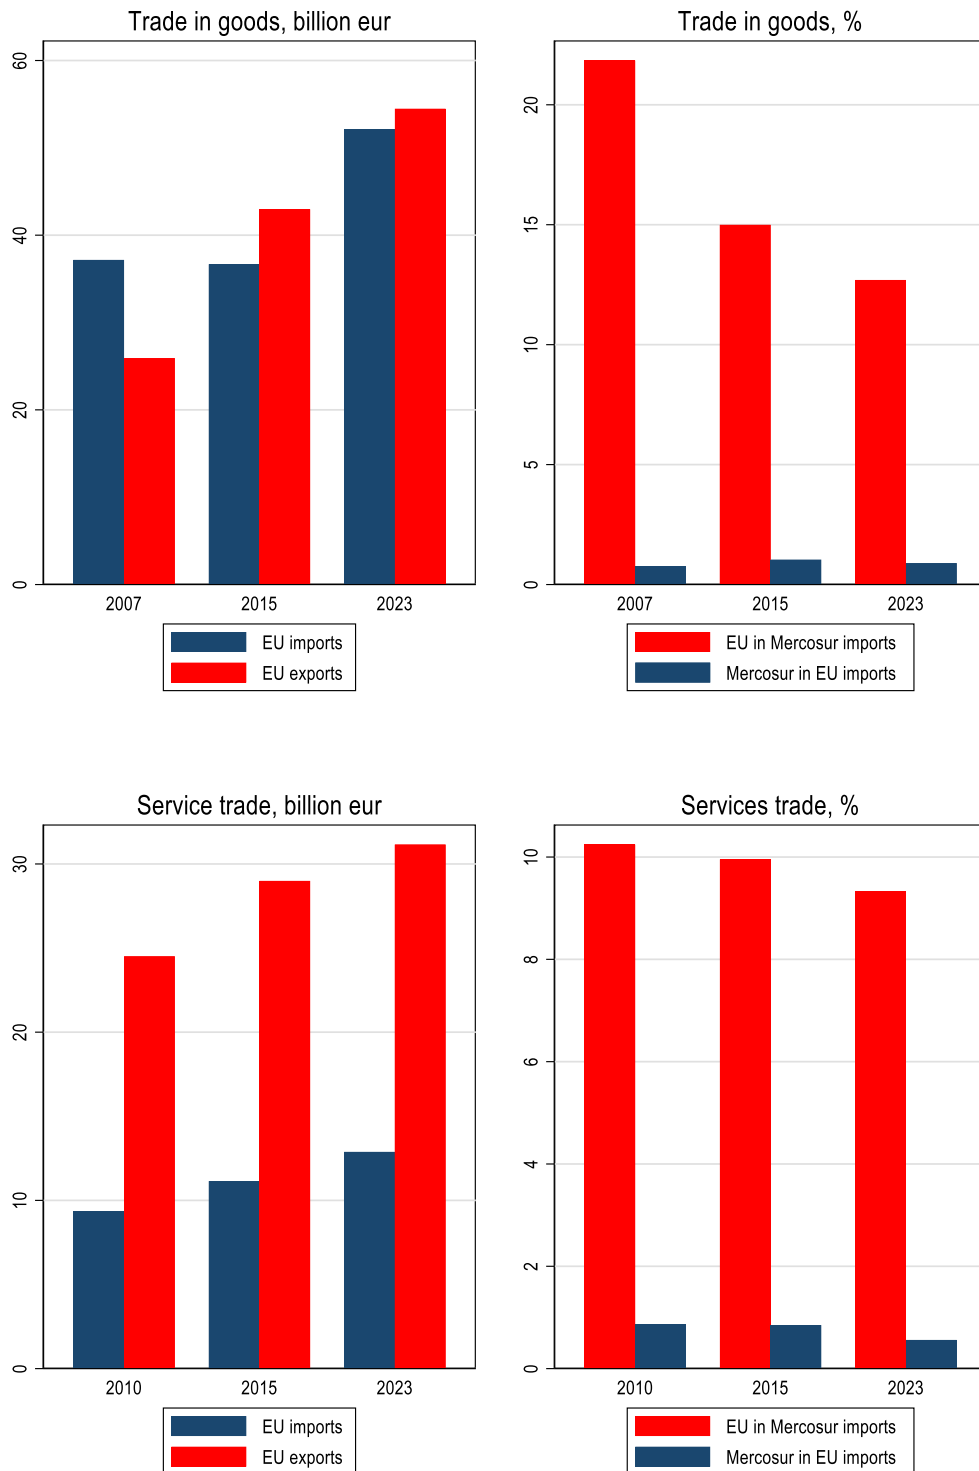 Trade in goods, billion eur
60
40
20
0
2007 2015 2023
EU imports
EU exports
Trade in goods, %
20
15
10
5
0
2007 2015 2023
EU in Mercosur imports
Mercosur in EU imports
Service trade, billion eur
30
20
10
0
2010 2015 2023
EU imports
EU exports
Services trade, %
10
8
6
4
2
0
2010 2015 2023
EU in Mercosur imports
Mercosur in EU imports